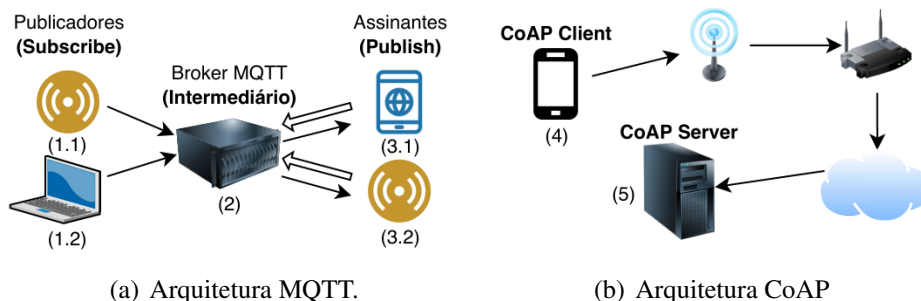 Publicadores
(Subscribe)
Broker MQTT
(Intermediário)
Assinantes
(Publish)
(1.1)
(1.2)
(2)
(3.1)
(3.2)
(a) Arquitetura MQTT.
CoAP Client
(4)
CoAP Server
(5)
(b) Arquitetura CoAP